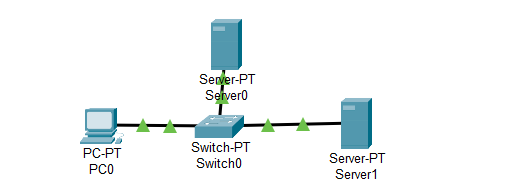 Server-PT
Server0
PC-PT
PC0
Switch-PT
Switch0
Server-PT
Server1